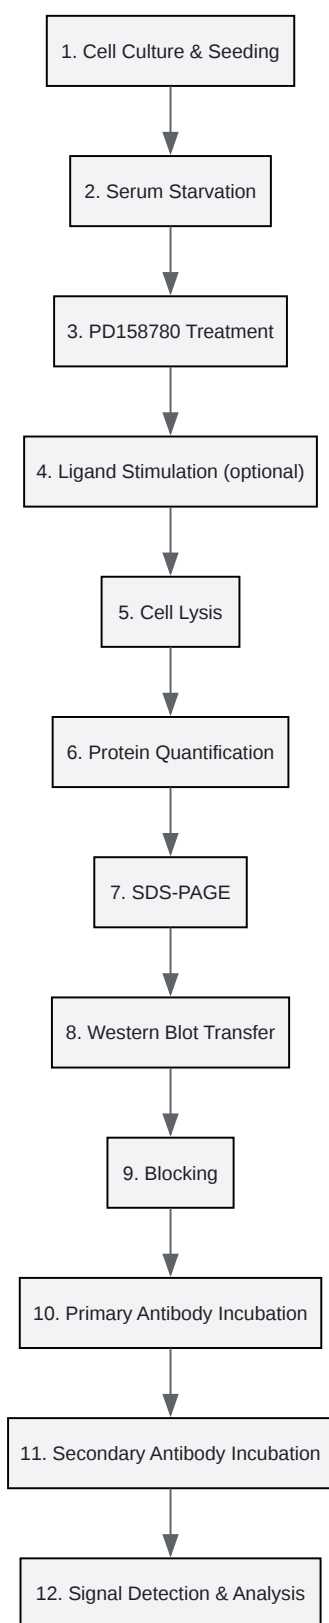 1. Cell Culture & Seeding
2. Serum Starvation
3. PD158780 Treatment
4. Ligand Stimulation (optional)
5. Cell Lysis
6. Protein Quantification
7. SDS-PAGE
8. Western Blot Transfer
9. Blocking
10. Primary Antibody Incubation
11. Secondary Antibody Incubation
12. Signal Detection & Analysis